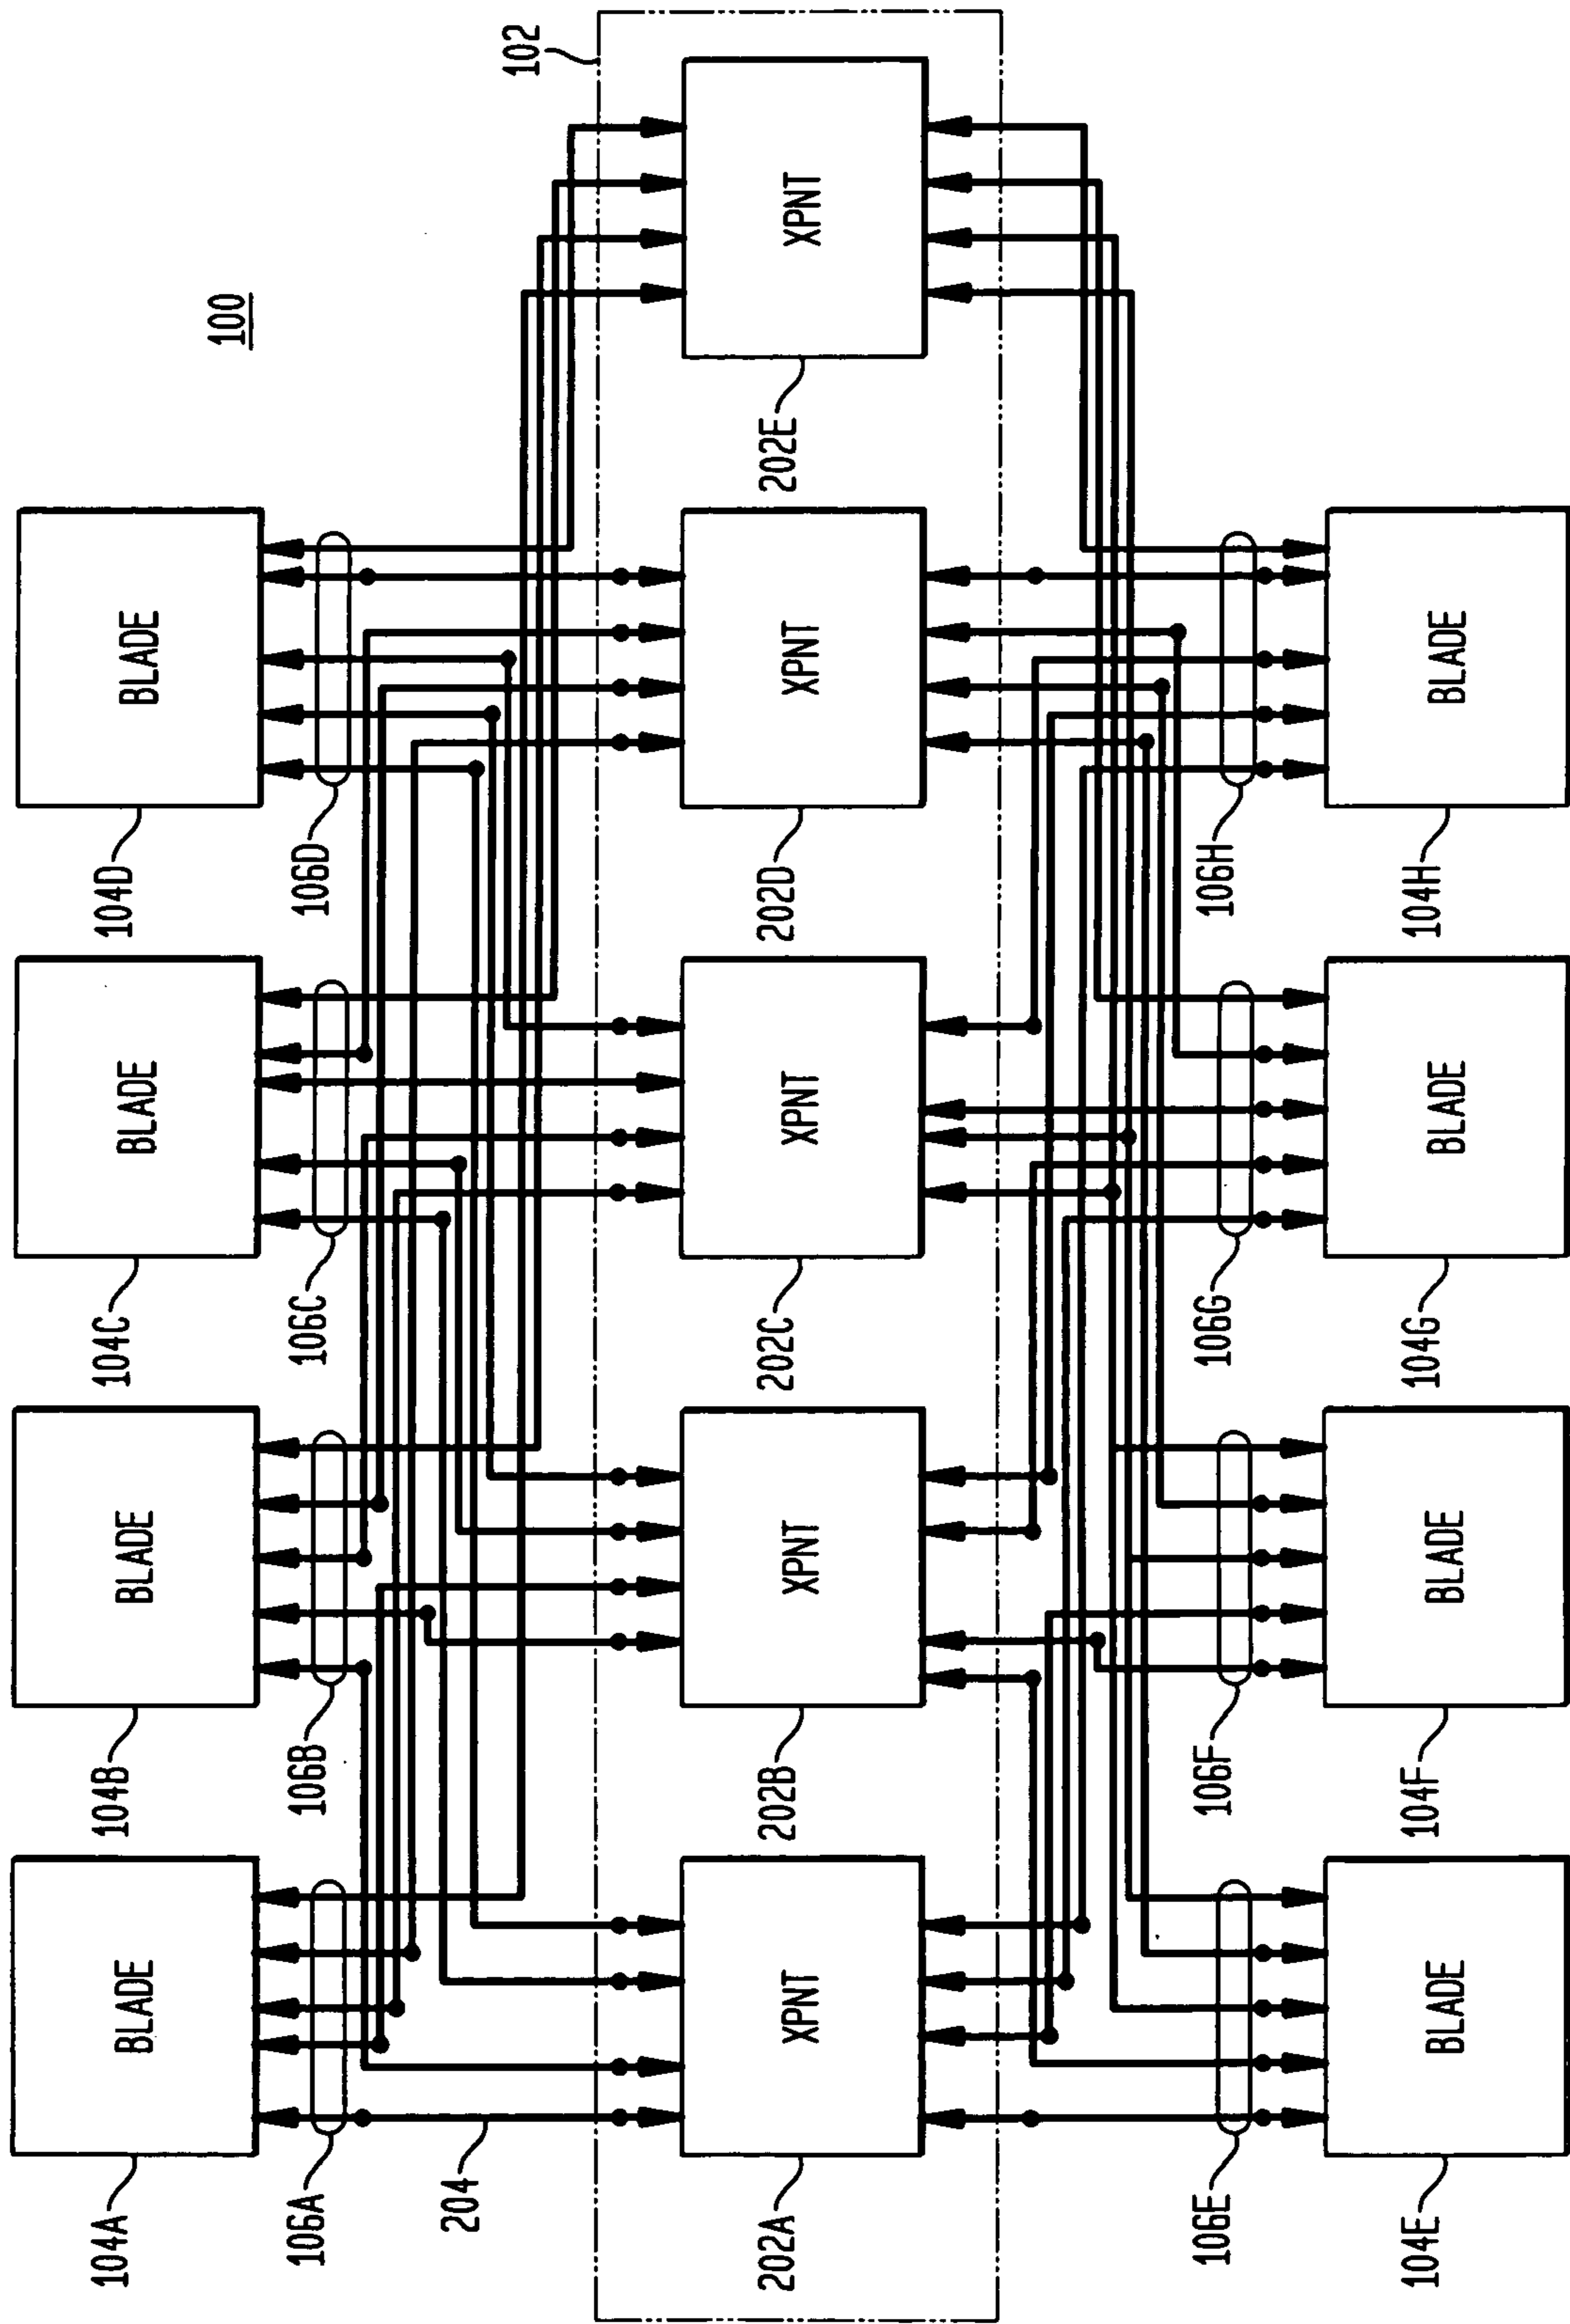 100
BLADE
BLADE
BLADE
BLADE
104A
104B
104C
104D
106A
106B
106C
106D
204
102
XPNT
XPNT
XPNT
XPNT
XPNT
202A
202B
202C
202D
202E
106E
106F
106G
106H
BLADE
BLADE
BLADE
BLADE
104E
104F
104G
104H